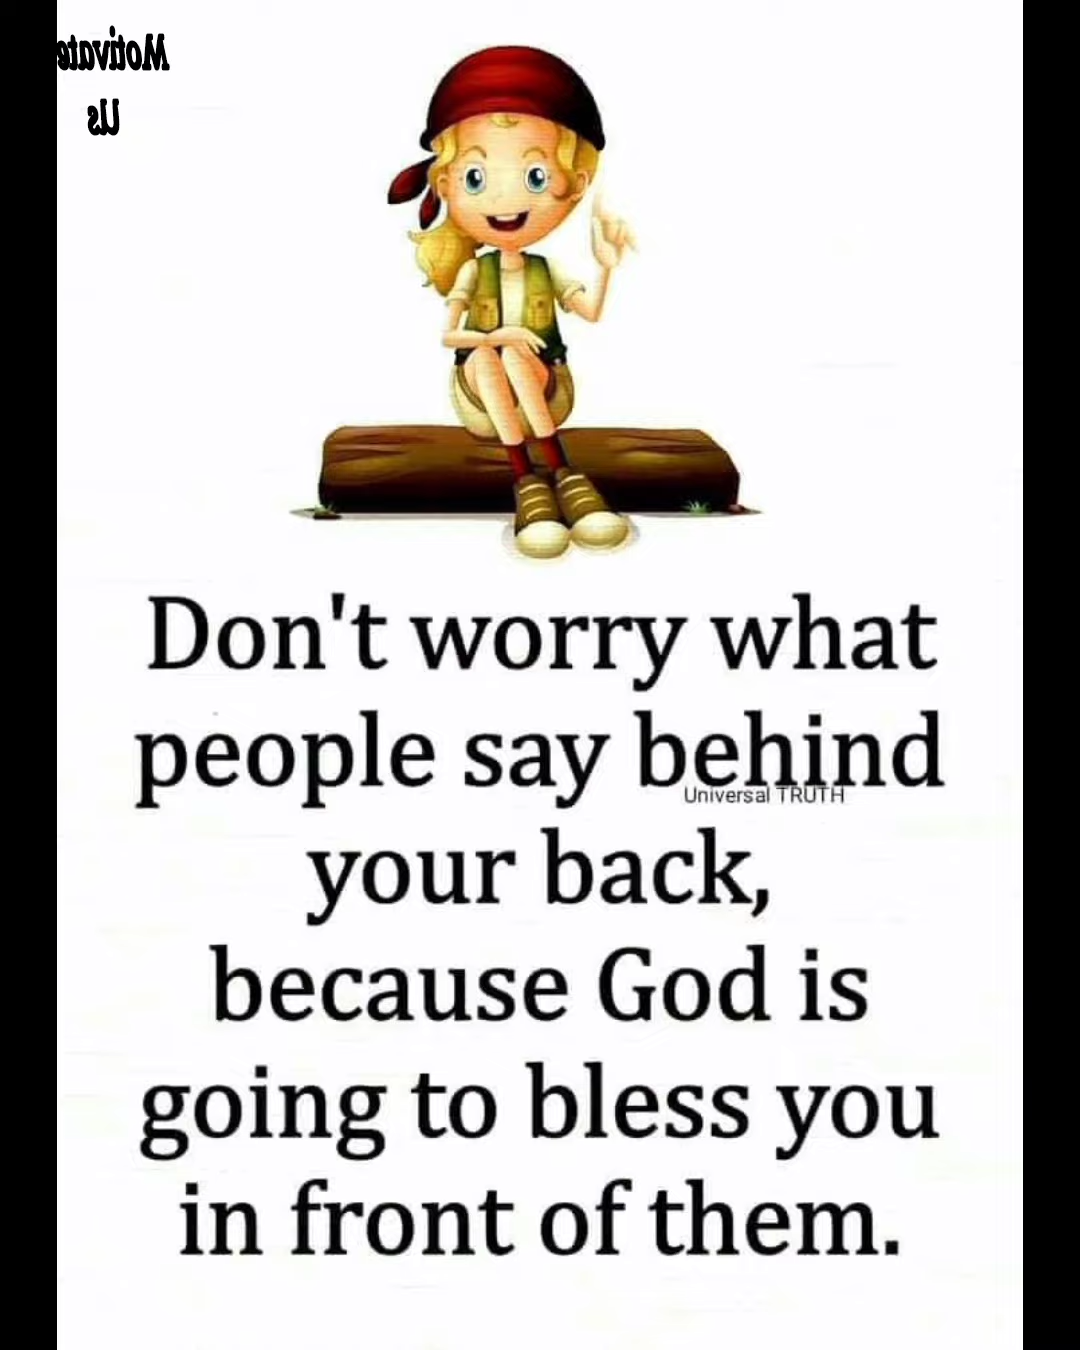 Motivate
Us
Don't worry what
people say behind
Universal TRUTH
your back,
because God is
going to bless you
in front of them.